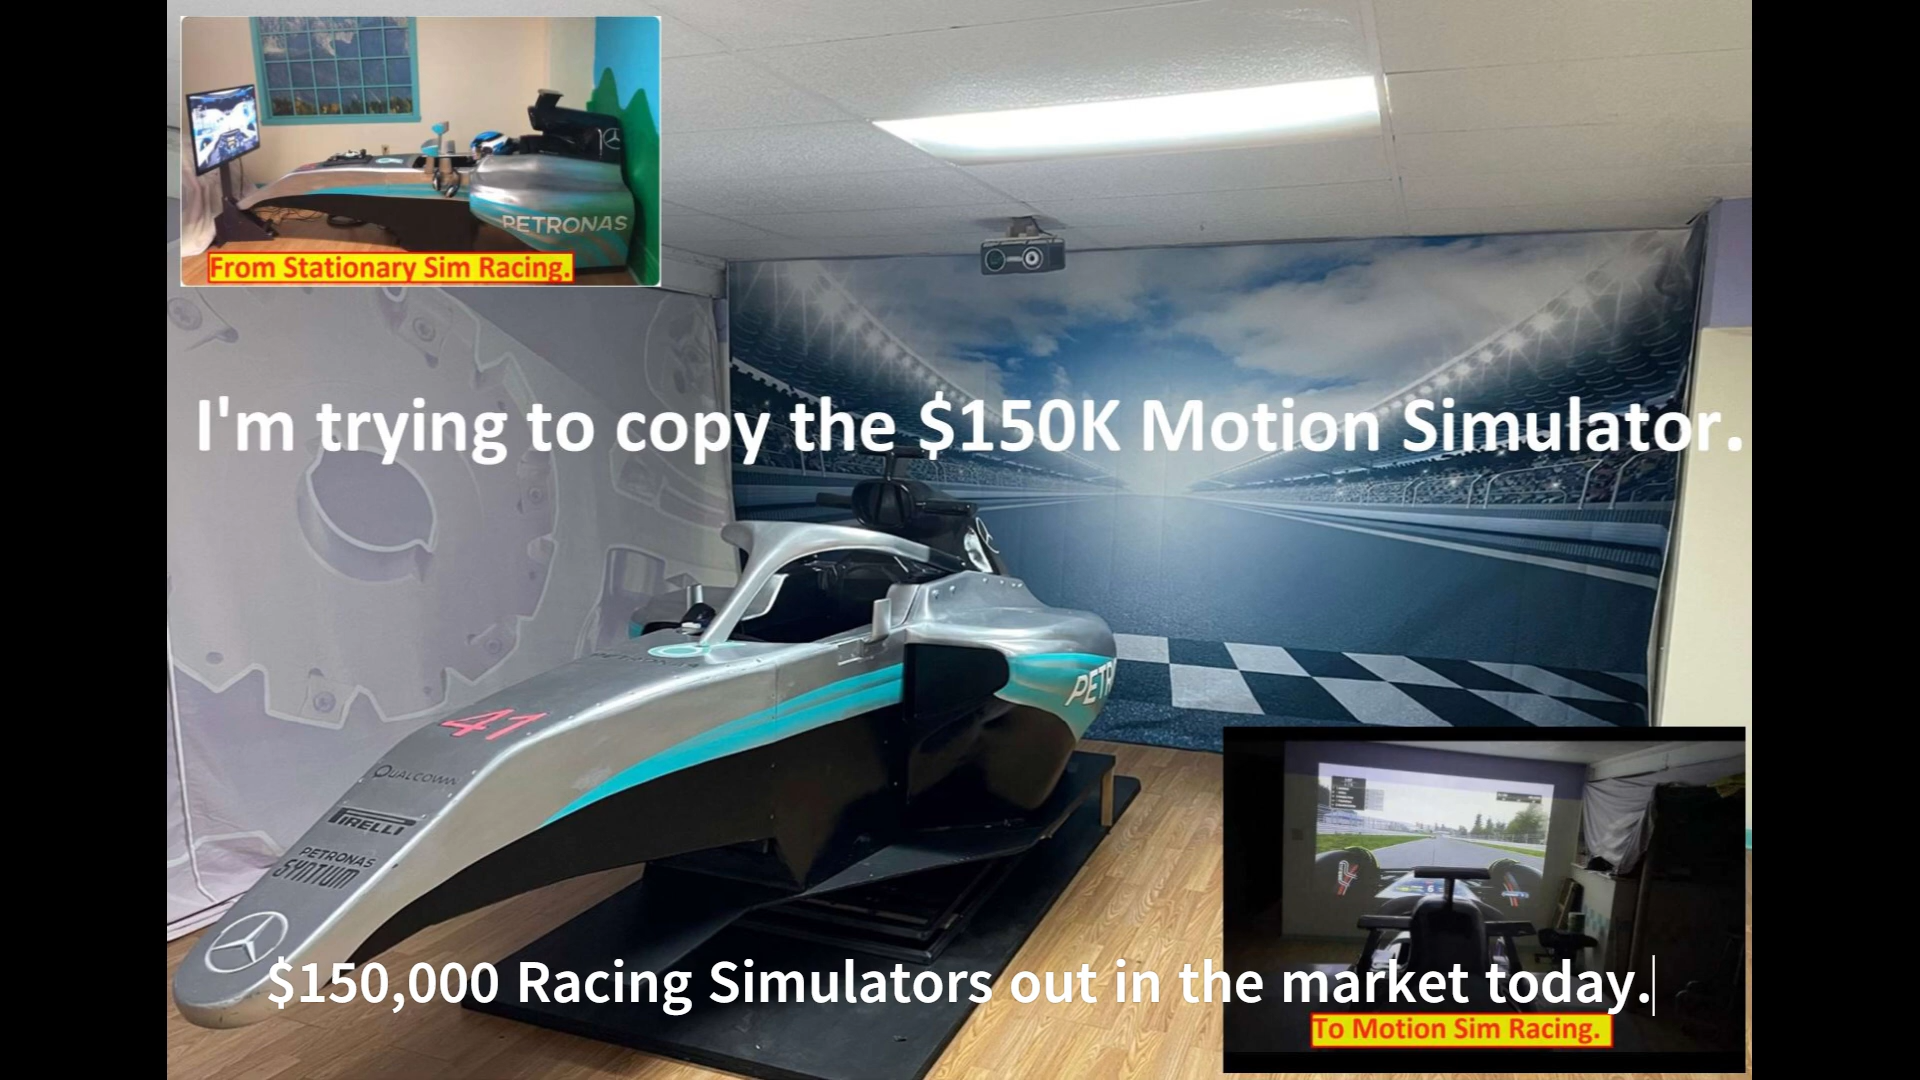 PETRONAS
From Stationary Sim Racing.
I'm trying to copy the $150K Motion Simulator.
PETR
41
QUALCOMM
PIRELLI
PETRONAS
SYNTIUM
$150,000 Racing Simulators out in the market today.
To Motion Sim Racing.